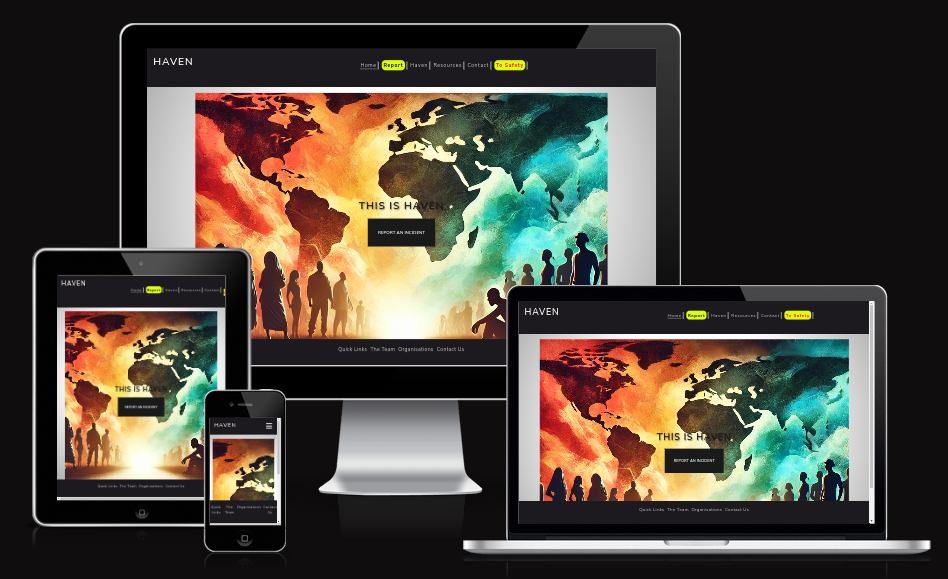 HAVEN
Home Report Haven Resources Contact To Safety
THIS IS HAVEN
REPORT AN INCIDENT
Quick Links The Team Organisations Contact Us
HAVEN
Home Report Haven Resources Contact
THIS IS HAVEN
REPORT AN INCIDENT
Quick Links The Team Organisations Contact Us
HAVEN
Quick Links The Team Organisations Contact Us
HAVEN
Home Report Haven Resources Contact To Safety
THIS IS HAVEN
REPORT AN INCIDENT
Quick Links The Team Organisations Contact Us